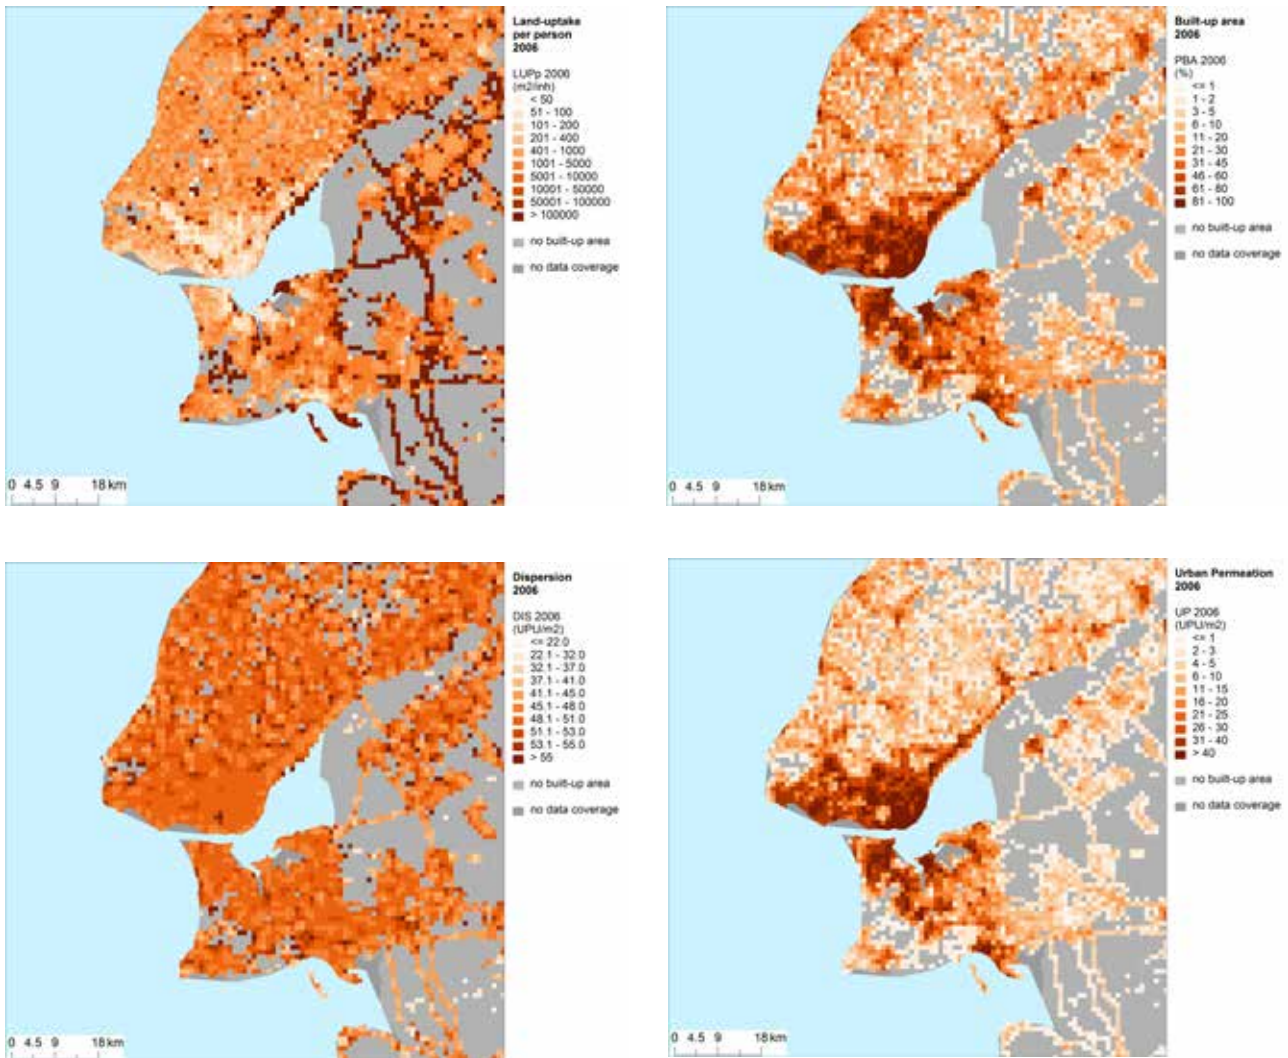 Land-uptake
per person
2006
LUPp 2006
(m2/inh)
< 50
51 - 100
101 - 200
201 - 400
401 - 1000
1001 - 5000
5001 - 10000
10001 - 50000
50001 - 100000
> 100000
no built-up area
no data coverage
0 4.5 9 18 km
Built-up area
2006
PBA 2006
(%)
<= 1
1 - 2
3 - 5
6 - 10
11 - 20
21 - 30
31 - 45
46 - 60
61 - 80
81 - 100
no built-up area
no data coverage
0 4.5 9 18 km
Dispersion
2006
DIS 2006
(UPU/m2)
<= 22.0
22.1 - 32.0
32.1 - 37.0
37.1 - 41.0
41.1 - 45.0
45.1 - 48.0
48.1 - 51.0
51.1 - 53.0
53.1 - 55.0
> 55
no built-up area
no data coverage
0 4.5 9 18 km
Urban Permeation
2006
UP 2006
(UPU/m2)
<= 1
2 - 3
4 - 5
6 - 10
11 - 15
16 - 20
21 - 25
26 - 30
31 - 40
> 40
no built-up area
no data coverage
0 4.5 9 18 km